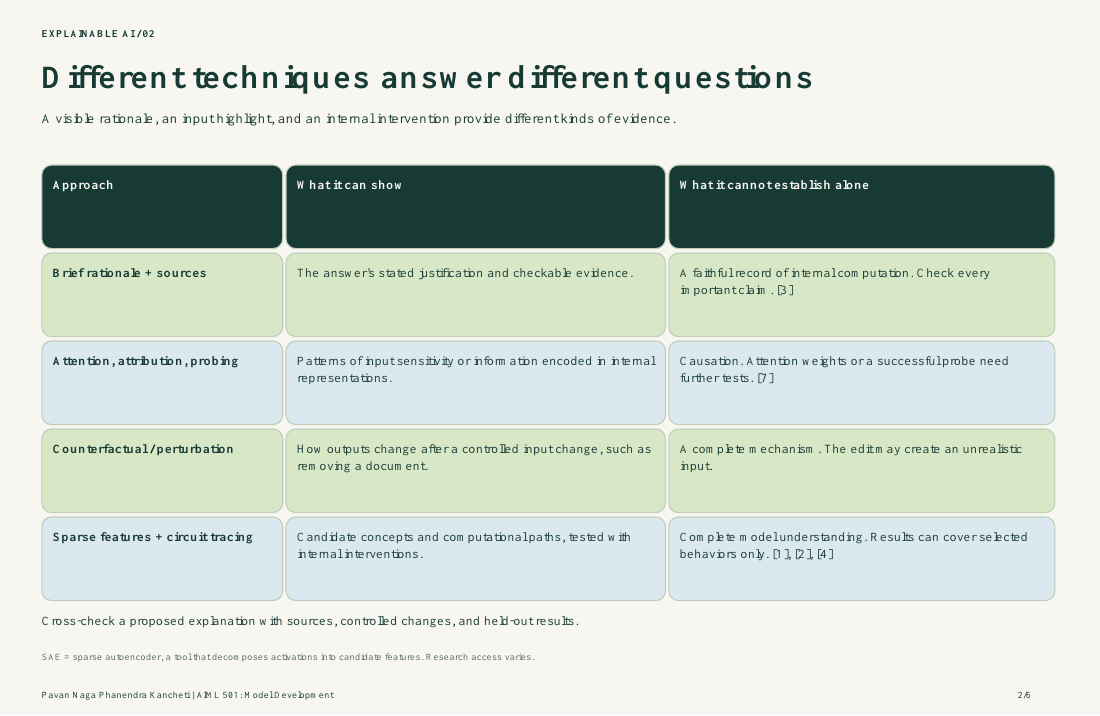 EXPLAINABLE AI/02
Different techniques answer different questions
A visible rationale, an input highlight, and an internal intervention provide different kinds of evidence.
Approach
What it can show
What it cannot establish alone
Brief rationale + sources
The answer's stated justification and checkable evidence.
A faithful record of internal computation. Check every
important claim. [3]
Attention, attribution, probing
Patterns of input sensitivity or information encoded in internal
representations.
Causation. Attention weights or a successful probe need
further tests. [7]
Counterfactual / perturbation
How outputs change after a controlled input change, such as
removing a document.
A complete mechanism. The edit may create an unrealistic
input.
Sparse features + circuit tracing
Candidate concepts and computational paths, tested with
internal interventions.
Complete model understanding. Results can cover selected
behaviors only. [1], [2], [4]
Cross-check a proposed explanation with sources, controlled changes, and held-out results.
SAE = sparse autoencoder, a tool that decomposes activations into candidate features. Research access varies.
Pavan Naga Phanendra Kancheti | AIML 501: Model Development
2/6